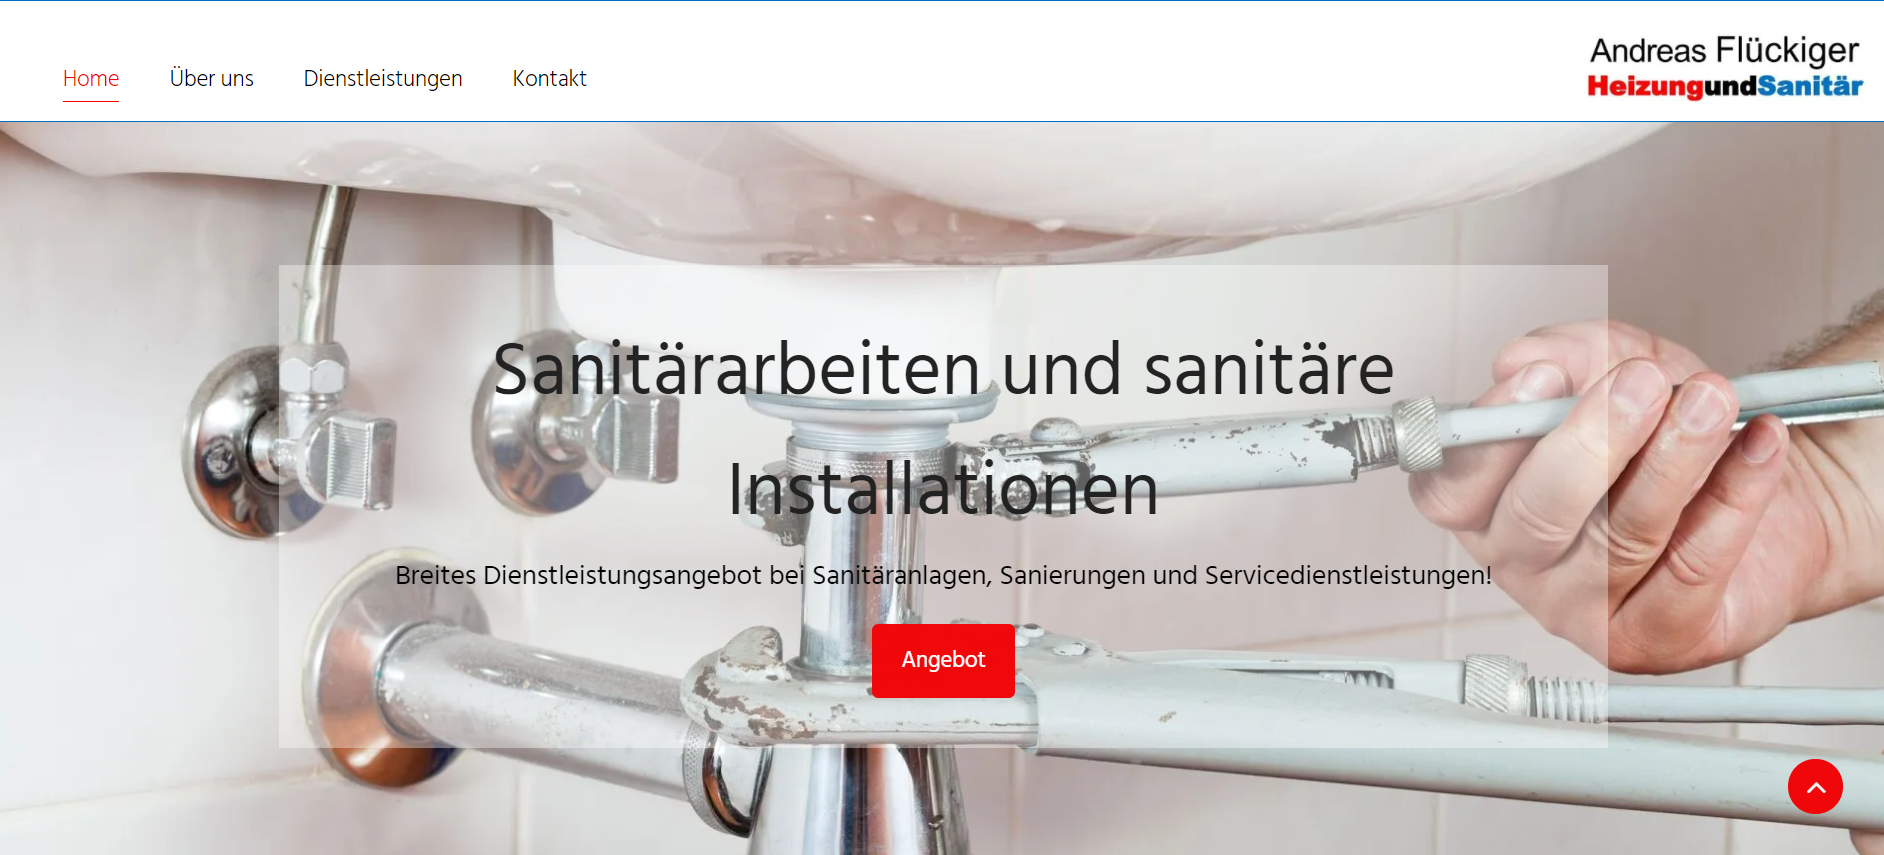 Home Über uns Dienstleistungen Kontakt
Andreas Flückiger
HeizungundSanitär
Sanitärarbeiten und sanitäre
Installationen
Breites Dienstleistungsangebot bei Sanitäranlagen, Sanierungen und Servicedienstleistungen!
Angebot